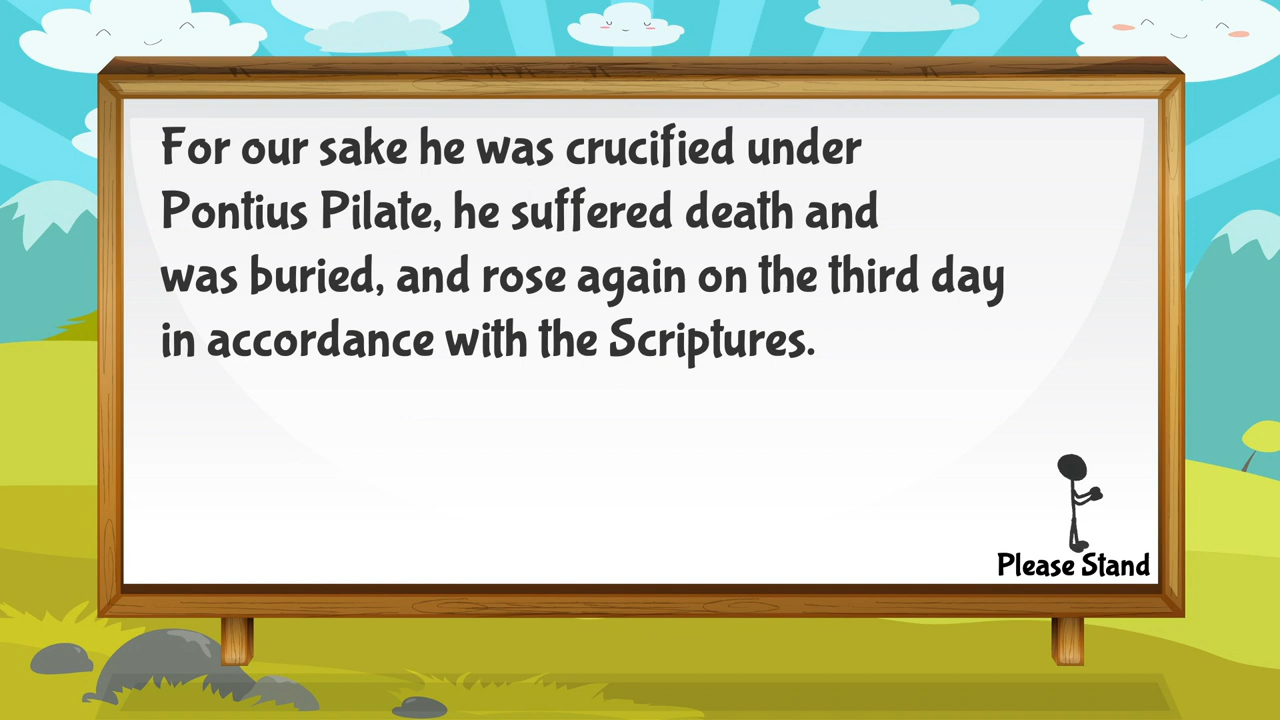 For our sake he was crucified under
Pontius Pilate, he suffered death and
was buried, and rose again on the third day
in accordance with the Scriptures.
Please Stand